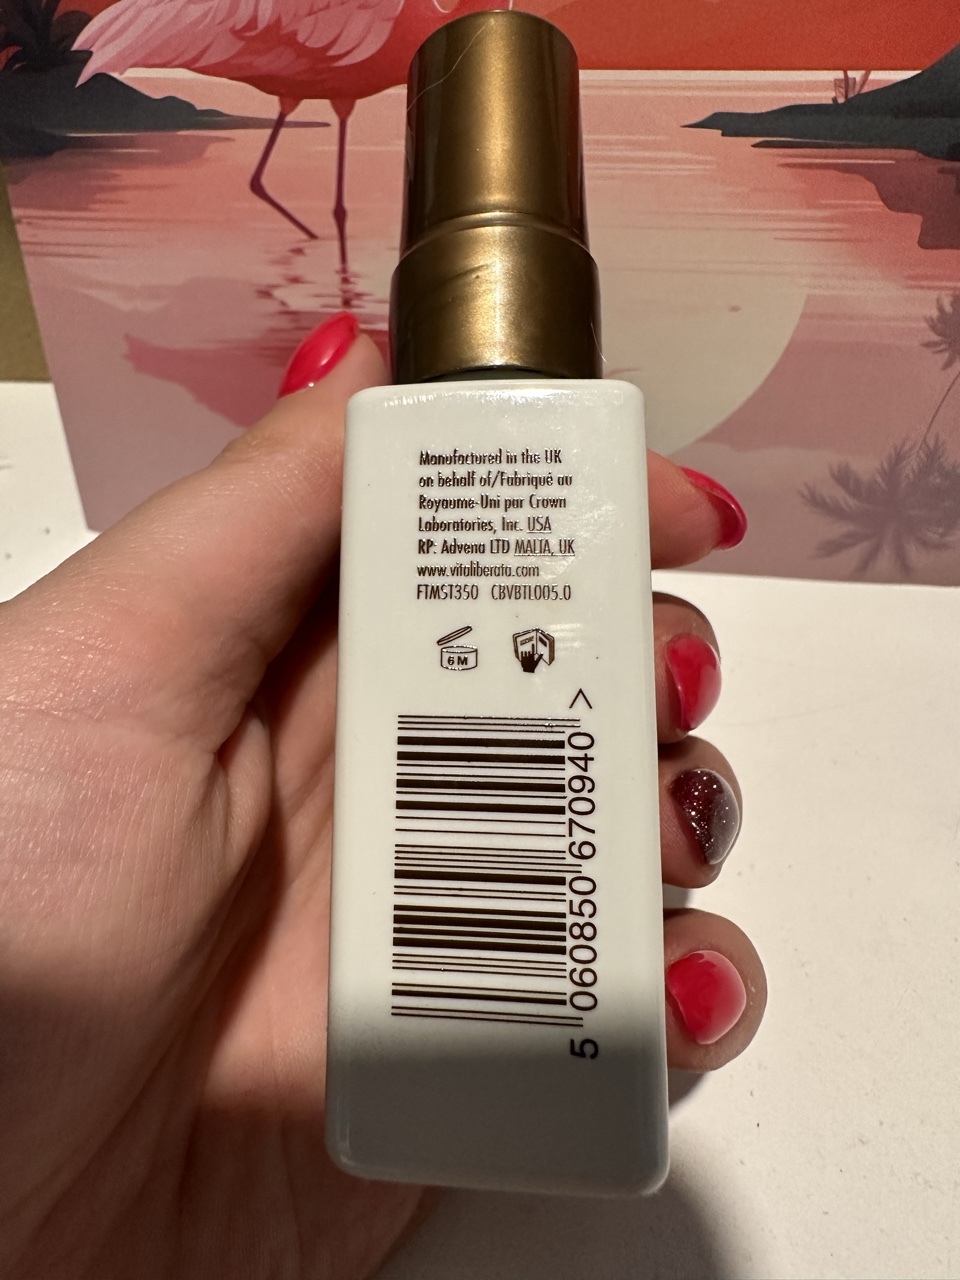 Manufactured in the UK
on behalf of/Fabriqué au
Royaume-Uni par Crown
Laboratories, Inc. USA
RP: Advena LTD MALTA, UK
www.vitaliberata.com
FTMST350 CBVBTL005.0
6 M
5 060850 670940 >